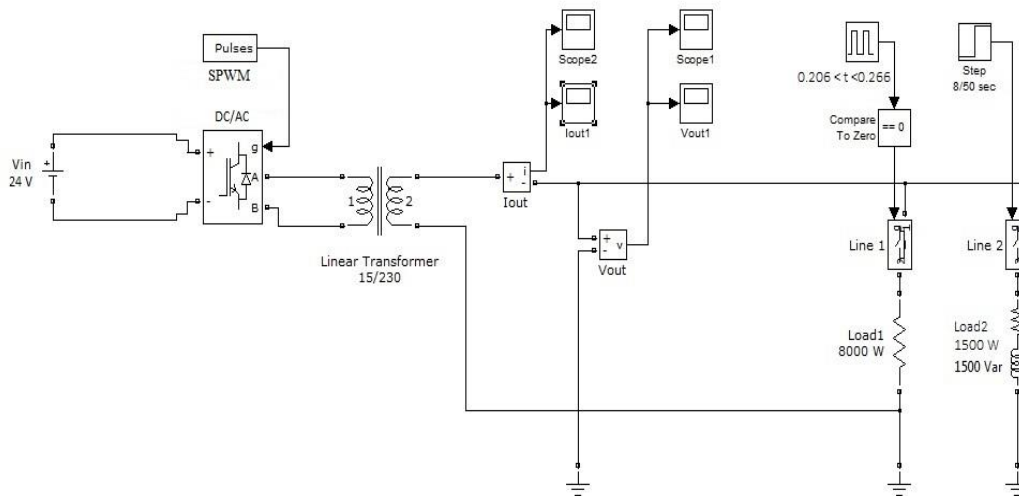 Pulses
SPWM
DC/AC
g
+
A
-
B
Vin
24 V
+
1
2
Linear Transformer
15/230
Scope2
Iout1
Scope1
Vout1
+
i
-
Iout
+
-
v
Vout
0.206 < t <0.266
Compare
To Zero
== 0
Step
8/50 sec
Line 1
Line 2
Load1
8000 W
Load2
1500 W
1500 Var